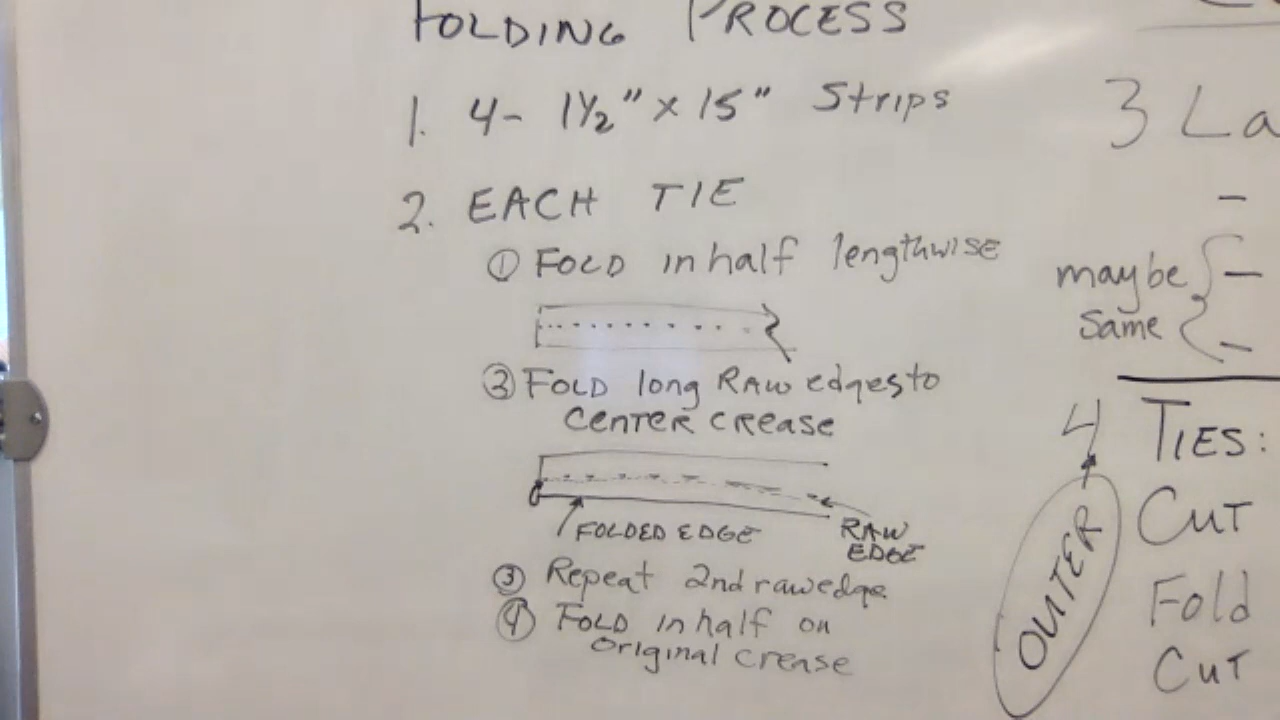 FOLDING PROCESS
1. 4- 1½" x 15" Strips
2. EACH TIE
① FOLD in half lengthwise
② FOLD long RAW edges to
CENTER CREASE
FOLDED EDGE
RAW
EDGE
③ Repeat 2nd raw edge
④ FOLD in half on
original crease
3 La
-
maybe { -
same -
4 TIES:
CUT
OUTER
Fold
CUT